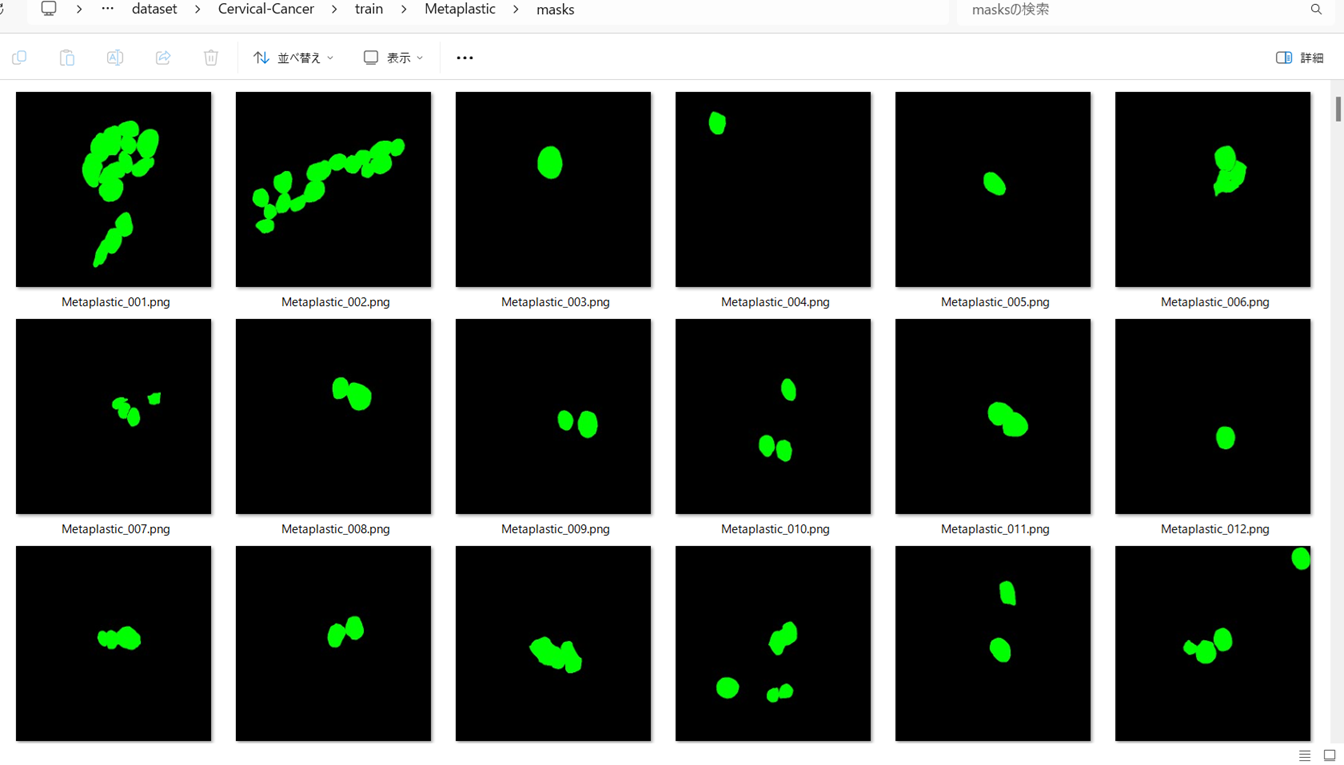 … dataset > Cervical-Cancer > train > Metaplastic > masks masksの検索
並べ替え 表示 … 詳細
Metaplastic_001.png Metaplastic_002.png Metaplastic_003.png Metaplastic_004.png Metaplastic_005.png Metaplastic_006.png
Metaplastic_007.png Metaplastic_008.png Metaplastic_009.png Metaplastic_010.png Metaplastic_011.png Metaplastic_012.png